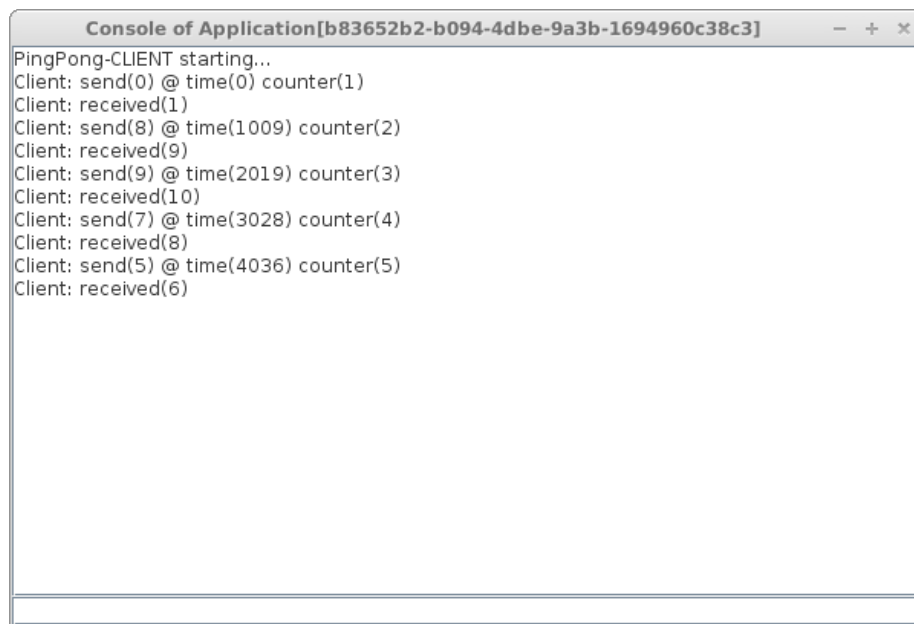 Console of Application[b83652b2-b094-4dbe-9a3b-1694960c38c3]
PingPong-CLIENT starting...
Client: send(0) @ time(0) counter(1)
Client: received(1)
Client: send(8) @ time(1009) counter(2)
Client: received(9)
Client: send(9) @ time(2019) counter(3)
Client: received(10)
Client: send(7) @ time(3028) counter(4)
Client: received(8)
Client: send(5) @ time(4036) counter(5)
Client: received(6)